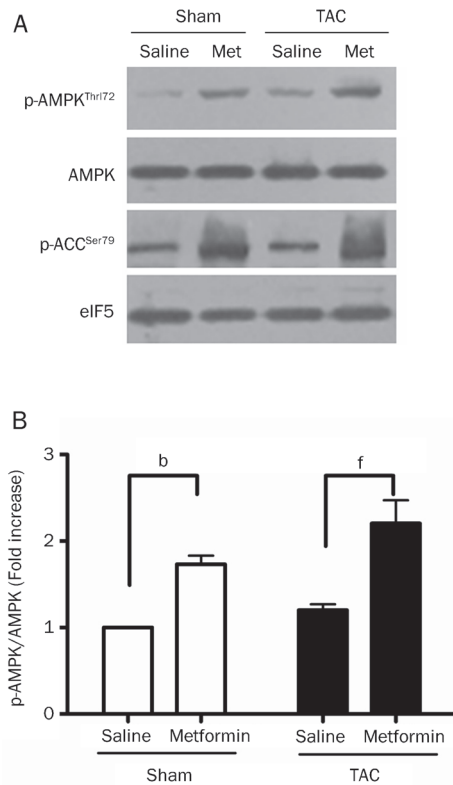 A
Sham TAC
Saline Met Saline Met
p-AMPKThrl72
AMPK
p-ACCSer79
eIF5
B
p-AMPK/AMPK (Fold increase)
3
2
1
0
b
f
Saline Metformin Saline Metformin
Sham TAC